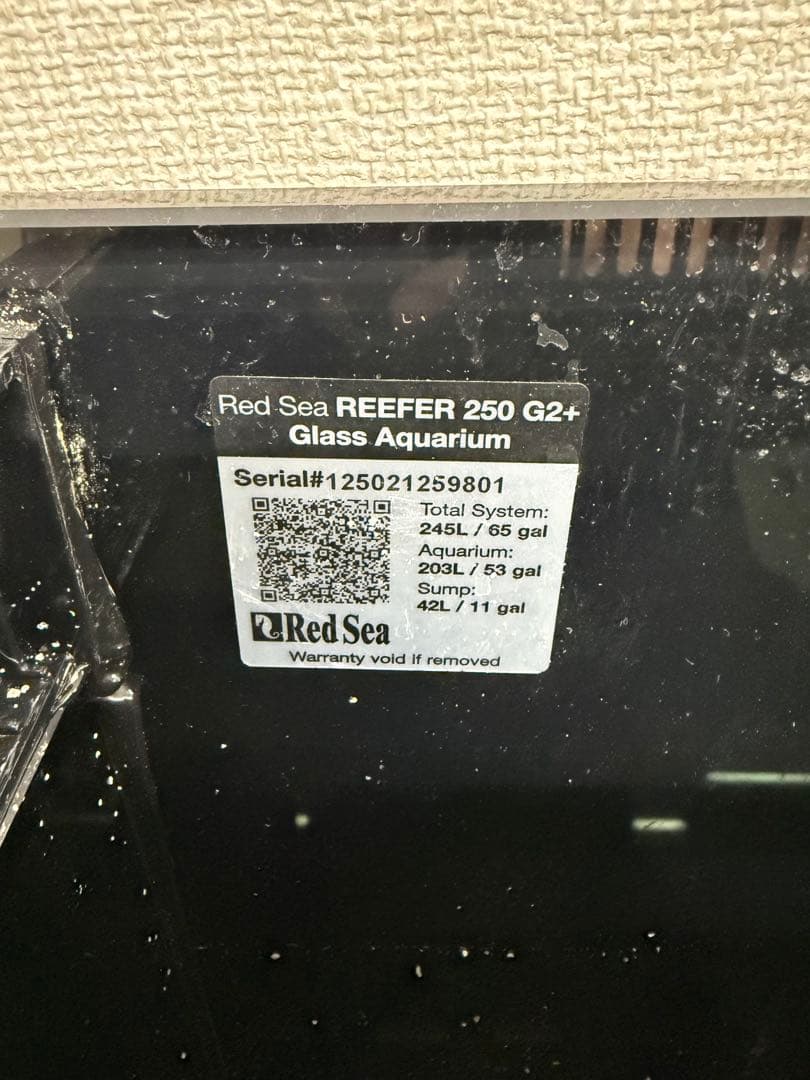 Red Sea REEFER 250 G2+
Glass Aquarium
Serial#125021259801
Total System:
245L / 65 gal
Aquarium:
203L / 53 gal
Sump:
42L / 11 gal
Red Sea
Warranty void if removed